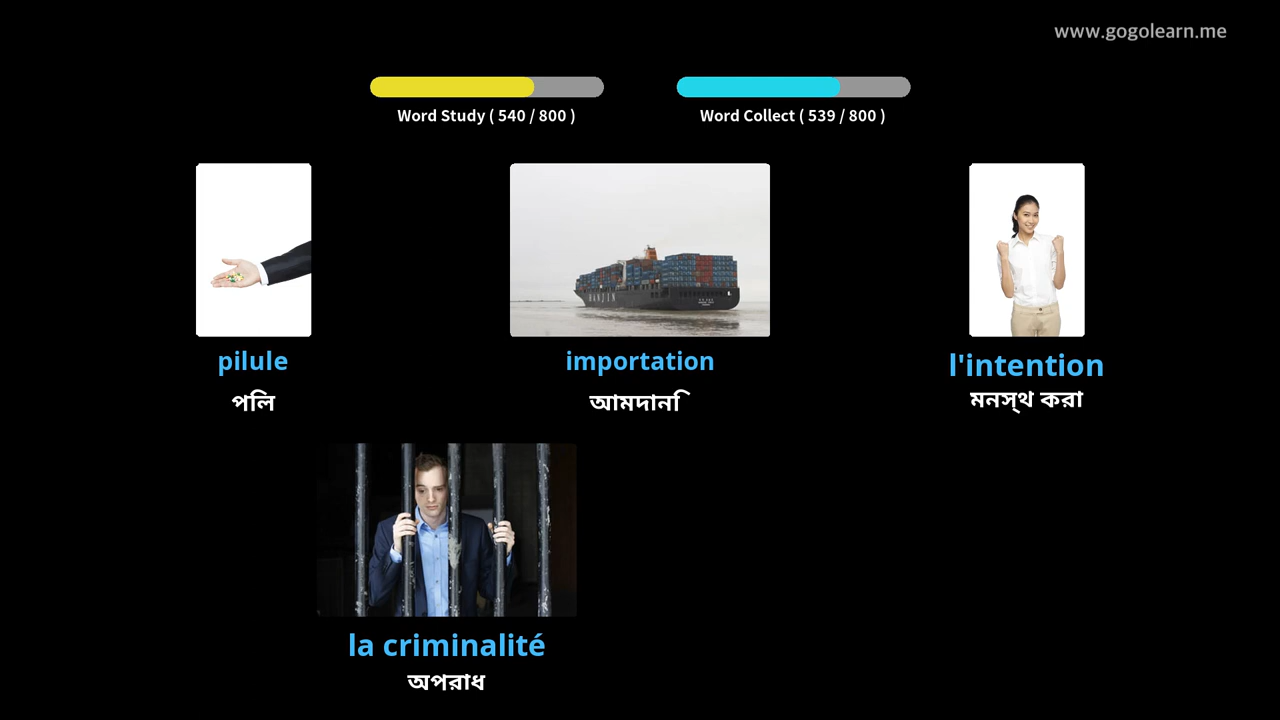 www.gogolearn.me
Word Study ( 540 / 800 )
Word Collect ( 539 / 800 )
pilule
importation
l'intention
পিল
আমদানি
মনস্থ করা
HANJIN
la criminalité
অপরাধ